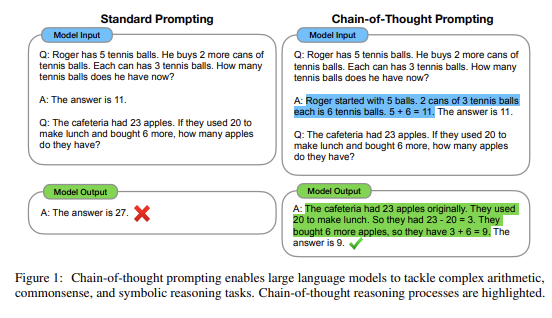 Standard Prompting
Model Input
Q: Roger has 5 tennis balls. He buys 2 more cans of
tennis balls. Each can has 3 tennis balls. How many
tennis balls does he have now?
A: The answer is 11.
Q: The cafeteria had 23 apples. If they used 20 to
make lunch and bought 6 more, how many apples
do they have?
Model Output
A: The answer is 27.
Chain-of-Thought Prompting
Model Input
Q: Roger has 5 tennis balls. He buys 2 more cans of
tennis balls. Each can has 3 tennis balls. How many
tennis balls does he have now?
A: Roger started with 5 balls. 2 cans of 3 tennis balls
each is 6 tennis balls. 5 + 6 = 11. The answer is 11.
Q: The cafeteria had 23 apples. If they used 20 to
make lunch and bought 6 more, how many apples
do they have?
Model Output
A: The cafeteria had 23 apples originally. They used
20 to make lunch. So they had 23 - 20 = 3. They
bought 6 more apples, so they have 3 + 6 = 9. The
answer is 9.
Figure 1: Chain-of-thought prompting enables large language models to tackle complex arithmetic,
commonsense, and symbolic reasoning tasks. Chain-of-thought reasoning processes are highlighted.